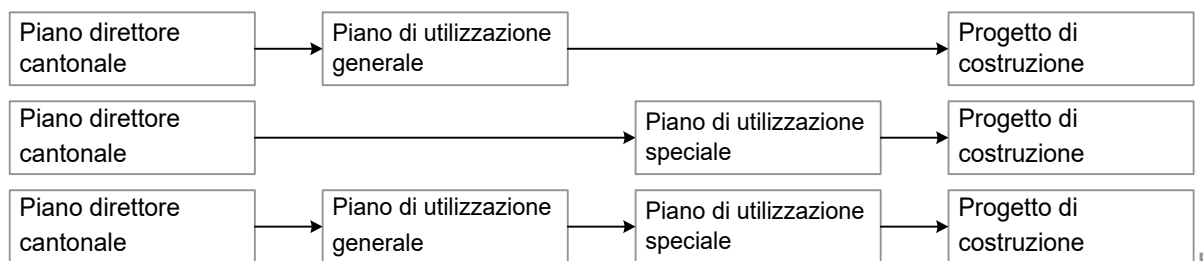 Piano direttore
cantonale
Piano di utilizzazione
generale
Progetto di
costruzione
Piano direttore
cantonale
Piano di utilizzazione
speciale
Progetto di
costruzione
Piano direttore
cantonale
Piano di utilizzazione
generale
Piano di utilizzazione
speciale
Progetto di
costruzione